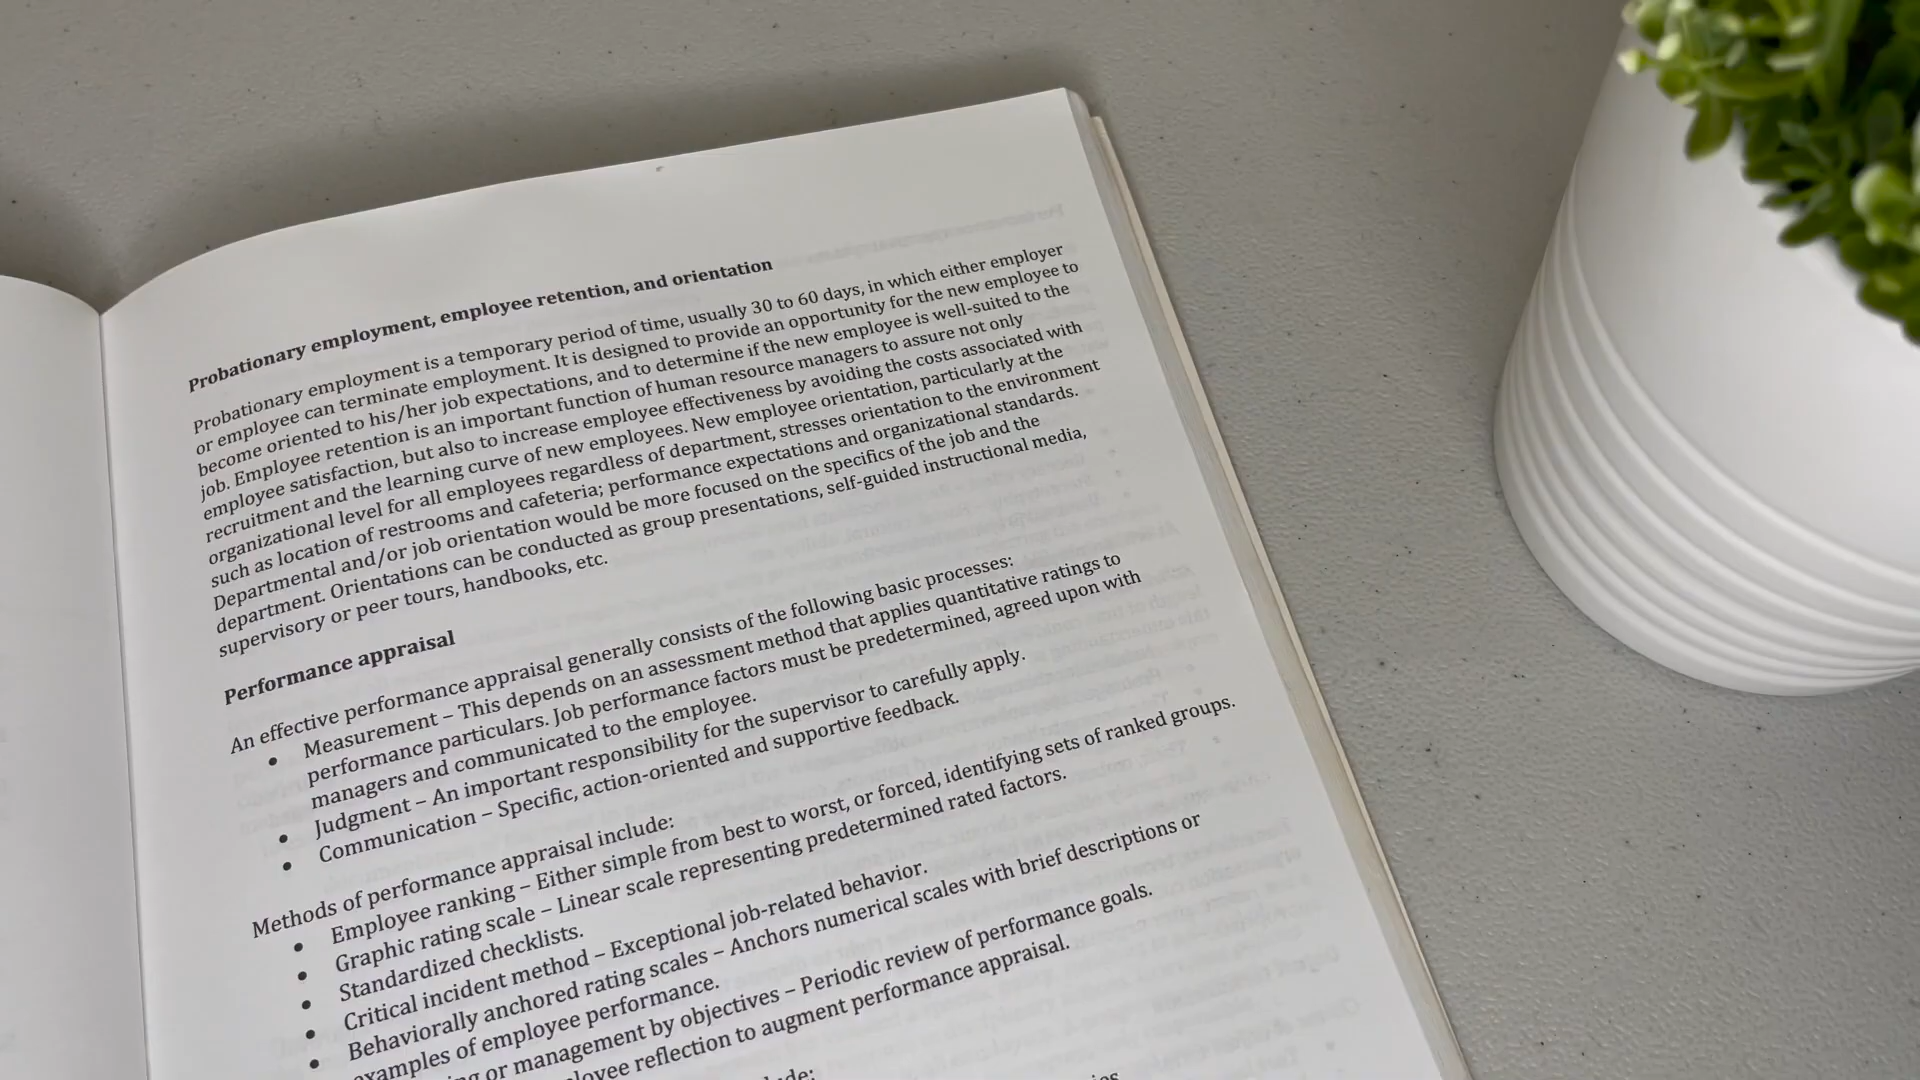 Probationary employment, employee retention, and orientation
Probationary employment is a temporary period of time, usually 30 to 60 days, in which either employer
or employee can terminate employment. It is designed to provide an opportunity for the new employee to
become oriented to his/her job expectations, and to determine if the new employee is well-suited to the
job. Employee retention is an important function of human resource managers to assure not only
employee satisfaction, but also to increase employee effectiveness by avoiding the costs associated with
recruitment and the learning curve of new employees. New employee orientation, particularly at the
organizational level for all employees regardless of department, stresses orientation to the environment
such as location of restrooms and cafeteria; performance expectations and organizational standards.
Departmental and/or job orientation would be more focused on the specifics of the job and the
department. Orientations can be conducted as group presentations, self-guided instructional media,
supervisory or peer tours, handbooks, etc.
Performance appraisal
An effective performance appraisal generally consists of the following basic processes:
• Measurement – This depends on an assessment method that applies quantitative ratings to
performance particulars. Job performance factors must be predetermined, agreed upon with
managers and communicated to the employee.
• Judgment – An important responsibility for the supervisor to carefully apply.
• Communication – Specific, action-oriented and supportive feedback.
Methods of performance appraisal include:
• Employee ranking – Either simple from best to worst, or forced, identifying sets of ranked groups.
• Graphic rating scale – Linear scale representing predetermined rated factors.
• Standardized checklists.
• Critical incident method – Exceptional job-related behavior.
• Behaviorally anchored rating scales – Anchors numerical scales with brief descriptions or
examples of employee performance.
or management by objectives – Periodic review of performance goals.
reflection to augment performance appraisal.